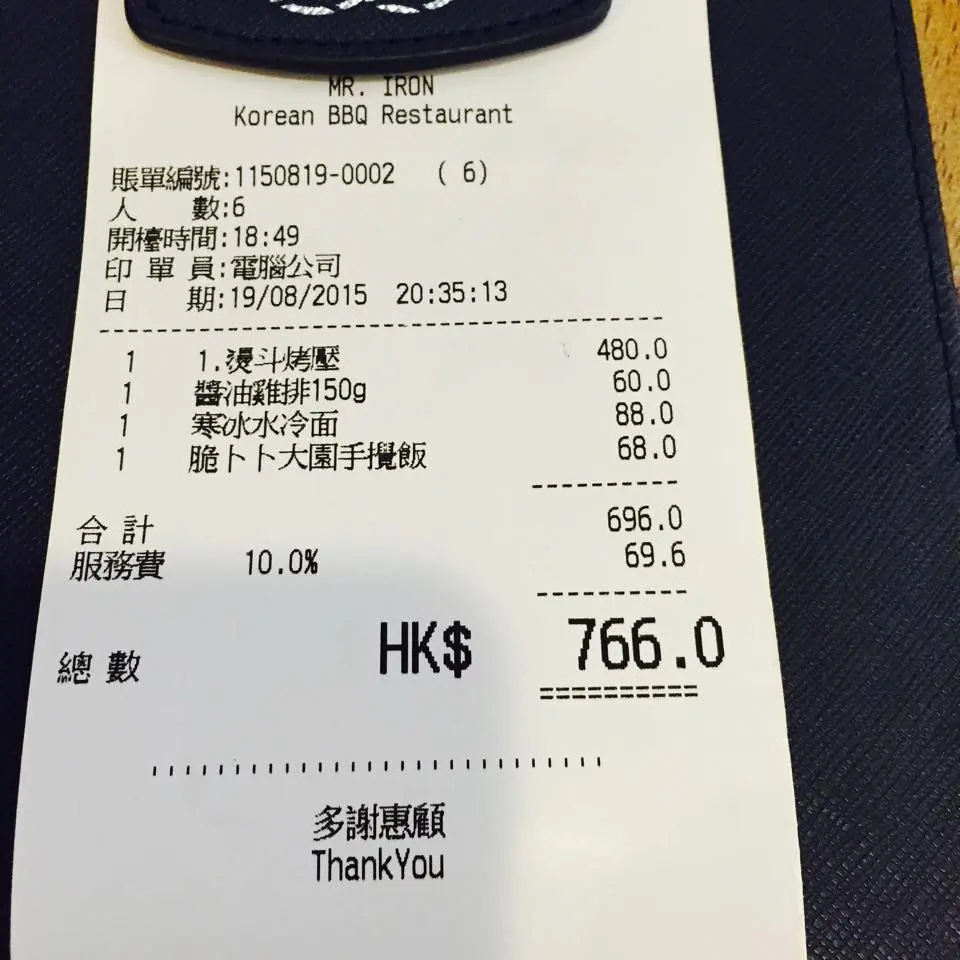 MR. IRON
Korean BBQ Restaurant
賬單編號:1150819-0002 ( 6)
人 數:6
開檯時間:18:49
印 單 員:電腦公司
日 期:19/08/2015 20:35:13
1 1.燙斗烤壓 480.0
1 醬油雞排150g 60.0
1 寒冰水冷面 88.0
1 脆卜卜大園手攪飯 68.0
合 計 696.0
服務費 10.0% 69.6
總 數 HK$ 766.0
多謝惠顧
ThankYou